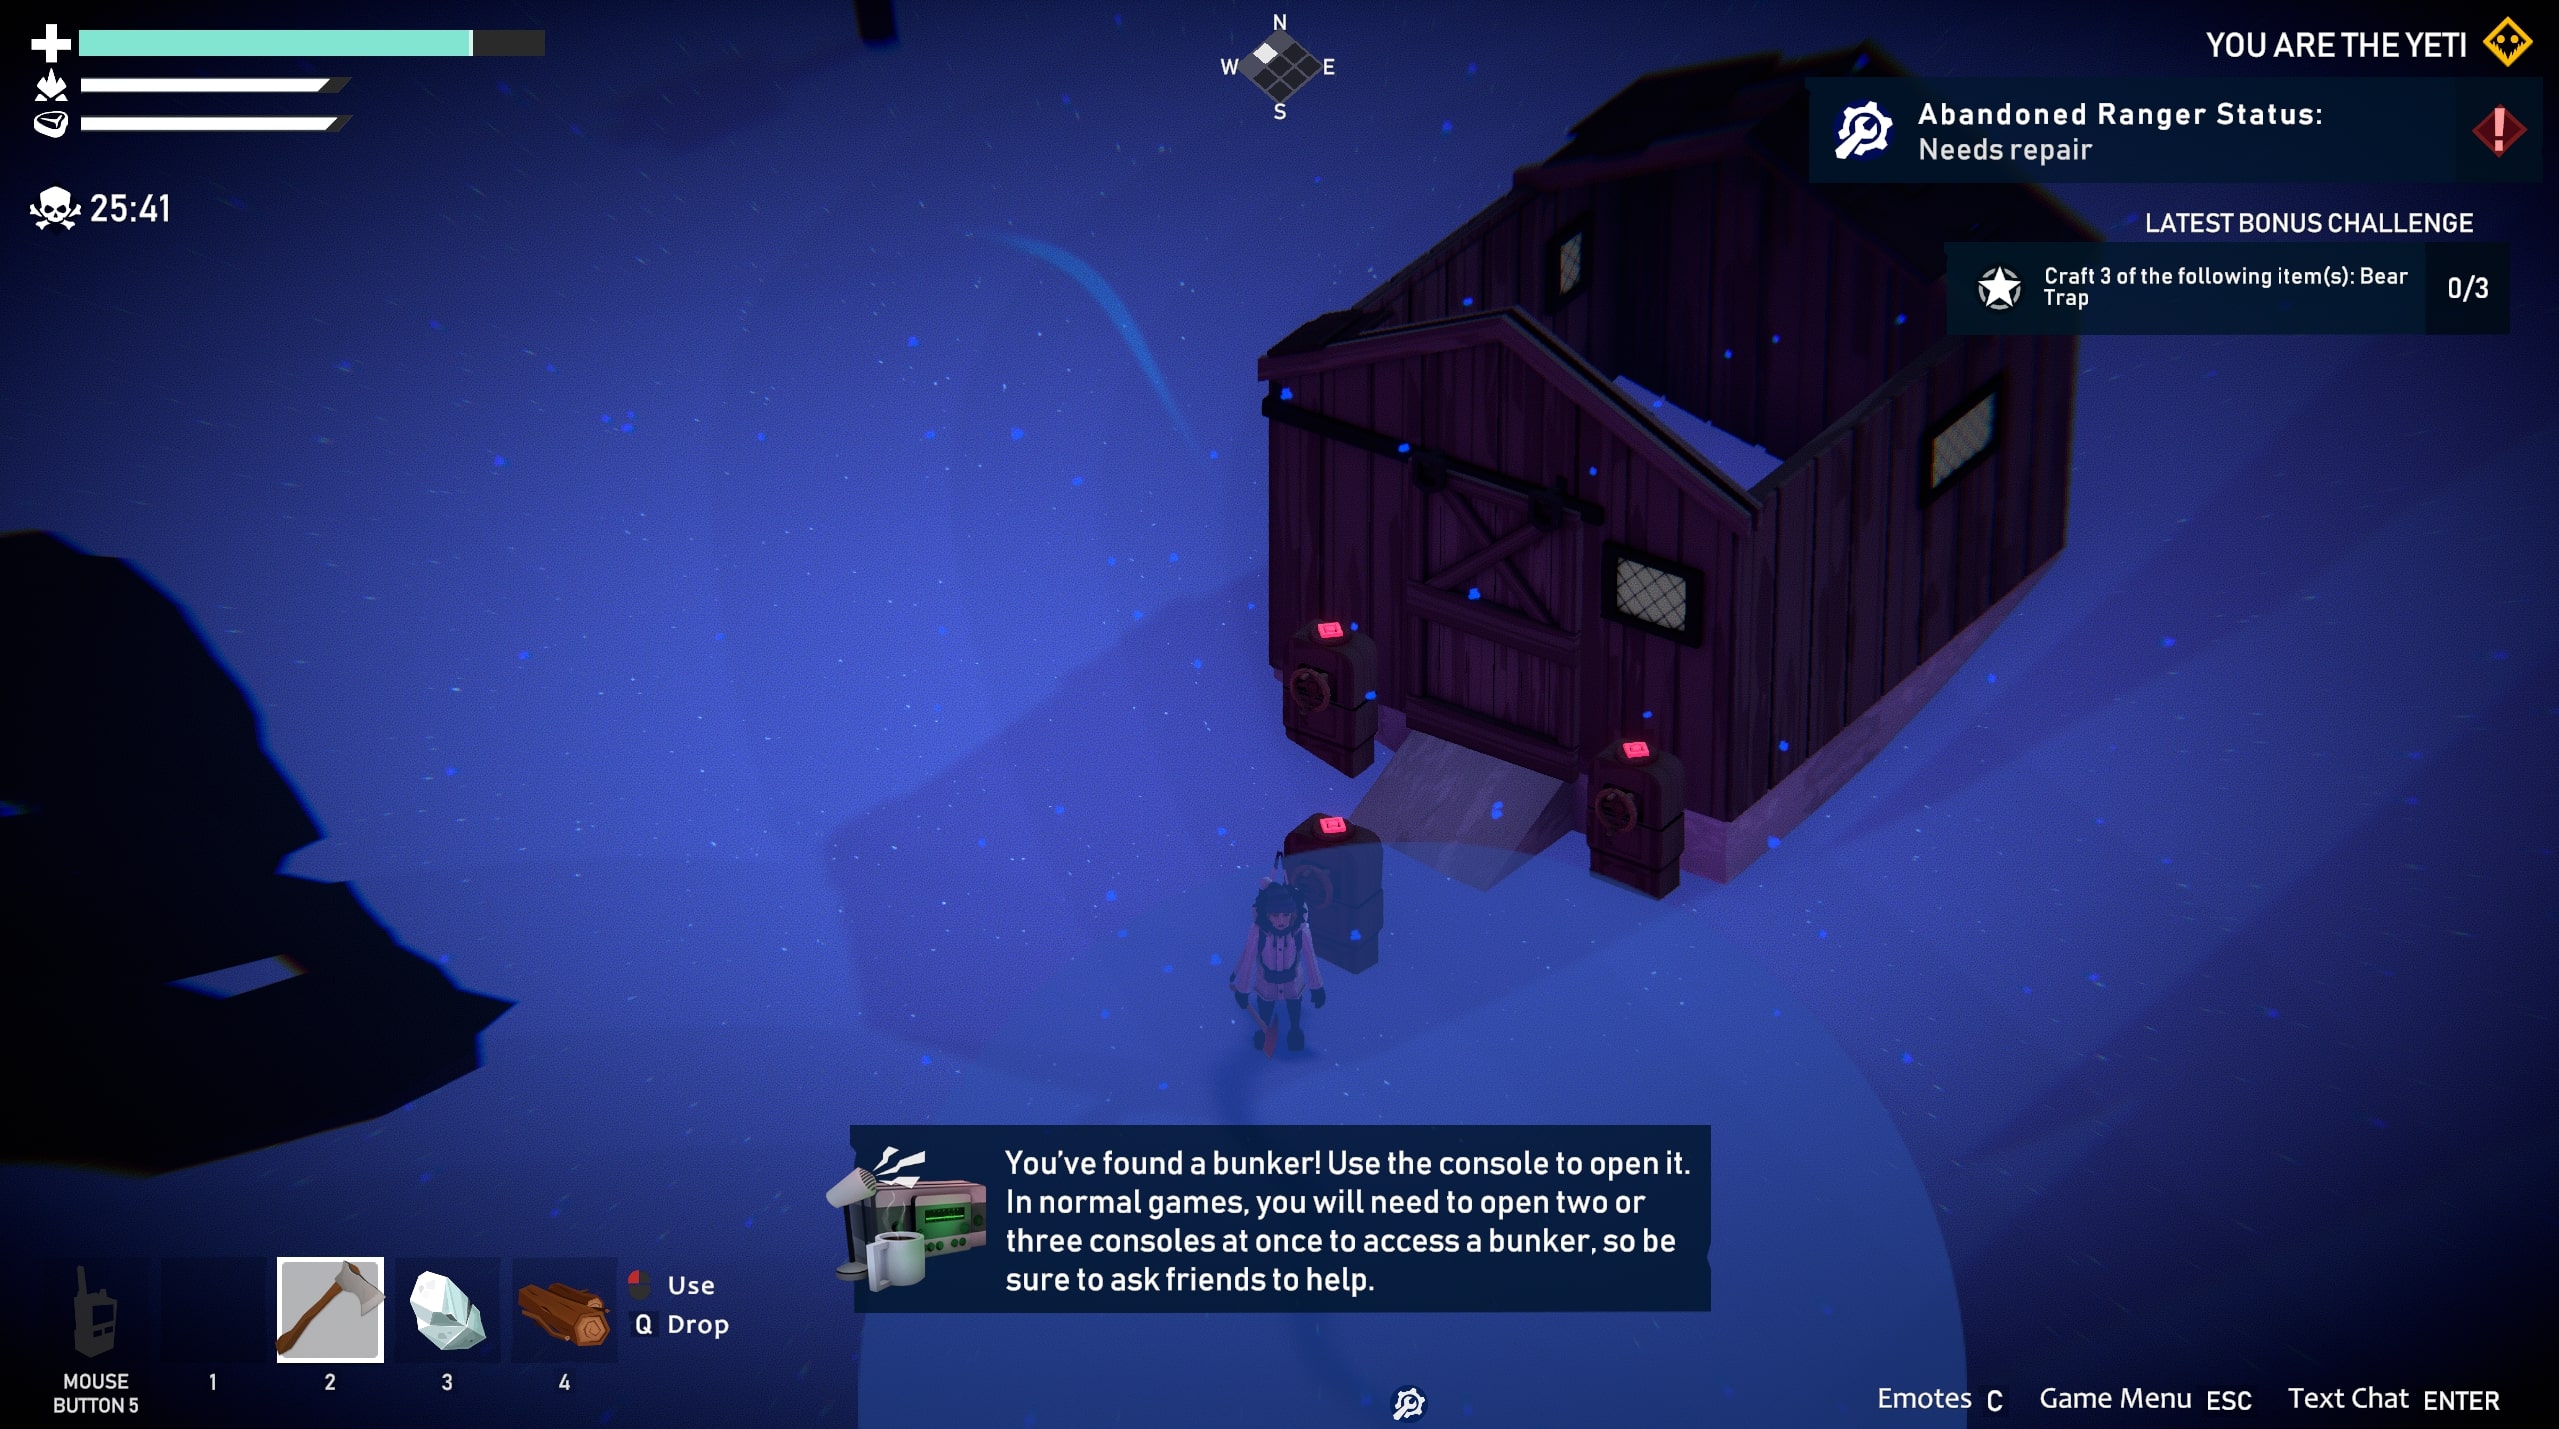 N
W E
S
YOU ARE THE YETI
Abandoned Ranger Status:
Needs repair
25:41
LATEST BONUS CHALLENGE
Craft 3 of the following item(s): Bear
Trap
0/3
You've found a bunker! Use the console to open it.
In normal games, you will need to open two or
three consoles at once to access a bunker, so be
sure to ask friends to help.
Use
Q Drop
MOUSE
BUTTON 5
1
2
3
4
Emotes C Game Menu ESC Text Chat ENTER